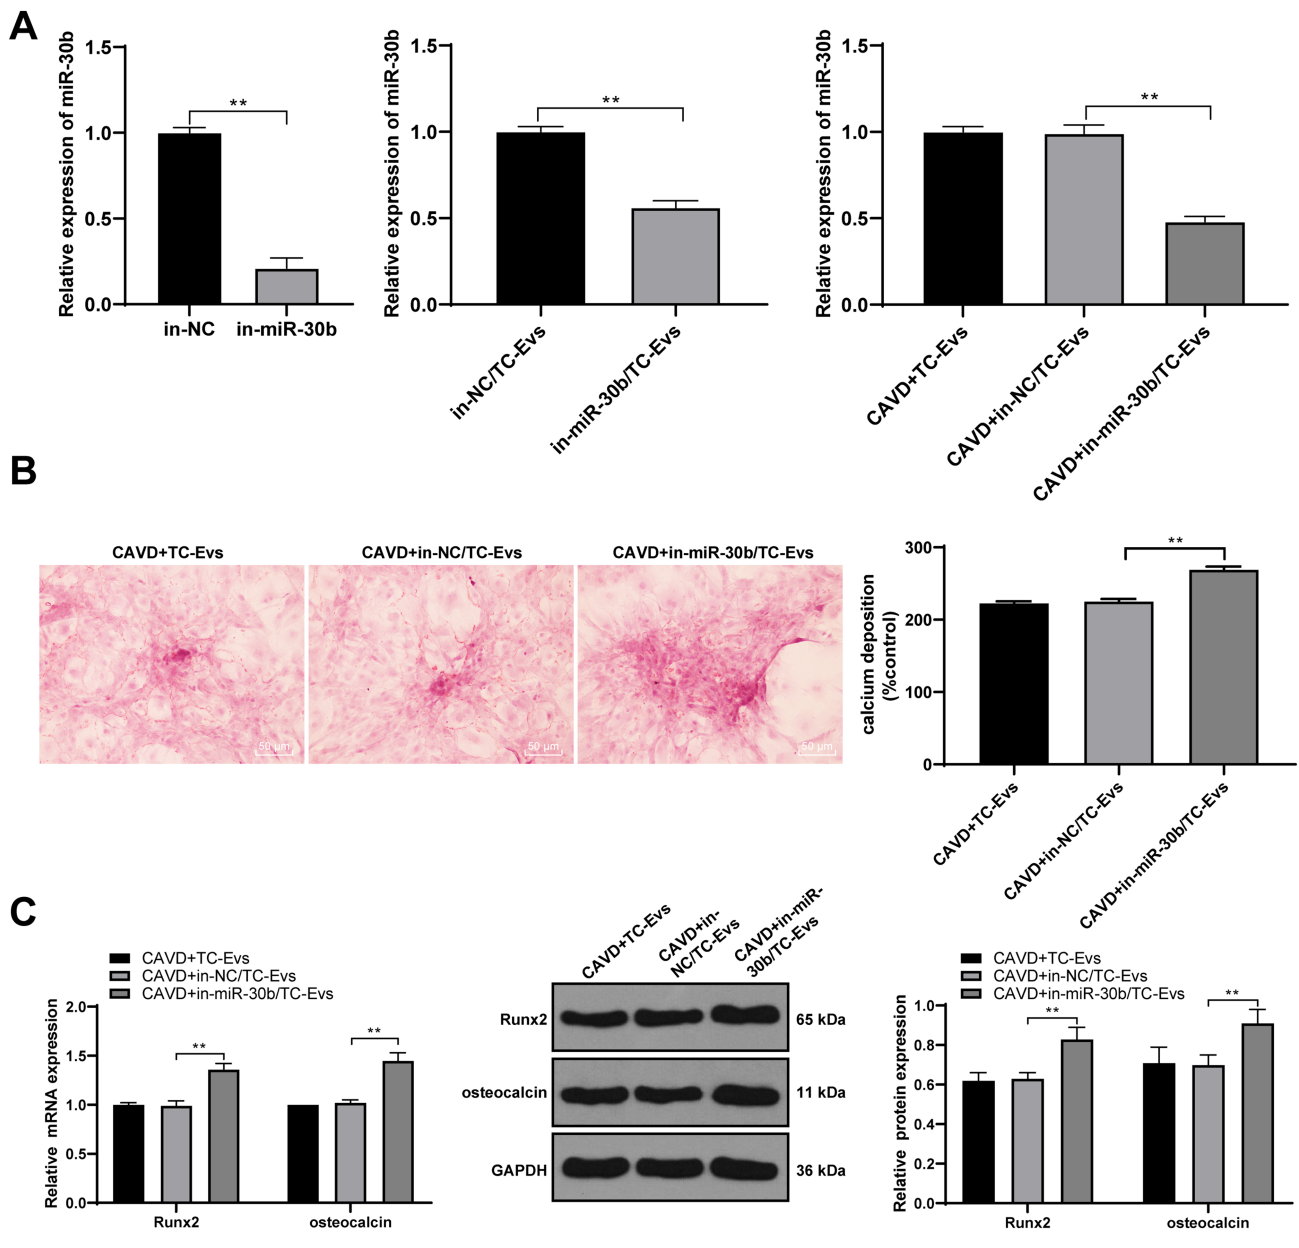 A
Relative expression of miR-30b
1.5
1.0
0.5
0.0
**
in-NC
in-miR-30b
Relative expression of miR-30b
1.5
1.0
0.5
0.0
**
in-NC/TC-Evs
in-miR-30b/TC-Evs
Relative expression of miR-30b
1.5
1.0
0.5
0.0
**
CAVD+TC-Evs
CAVD+in-NC/TC-Evs
CAVD+in-miR-30b/TC-Evs
B
CAVD+TC-Evs
50 μm
CAVD+in-NC/TC-Evs
50 μm
CAVD+in-miR-30b/TC-Evs
50 μm
calcium deposition
(%control)
300
200
100
0
**
CAVD+TC-Evs
CAVD+in-NC/TC-Evs
CAVD+in-miR-30b/TC-Evs
C
CAVD+TC-Evs
CAVD+in-NC/TC-Evs
CAVD+in-miR-30b/TC-Evs
Relative mRNA expression
2.0
1.5
1.0
0.5
0.0
**
**
Runx2
osteocalcin
CAVD+TC-Evs
CAVD+in-
NC/TC-Evs
CAVD+in-miR-
30b/TC-Evs
Runx2
65 kDa
osteocalcin
11 kDa
GAPDH
36 kDa
CAVD+TC-Evs
CAVD+in-NC/TC-Evs
CAVD+in-miR-30b/TC-Evs
Relative protein expression
1.0
0.8
0.6
0.4
0.2
0.0
**
**
Runx2
osteocalcin